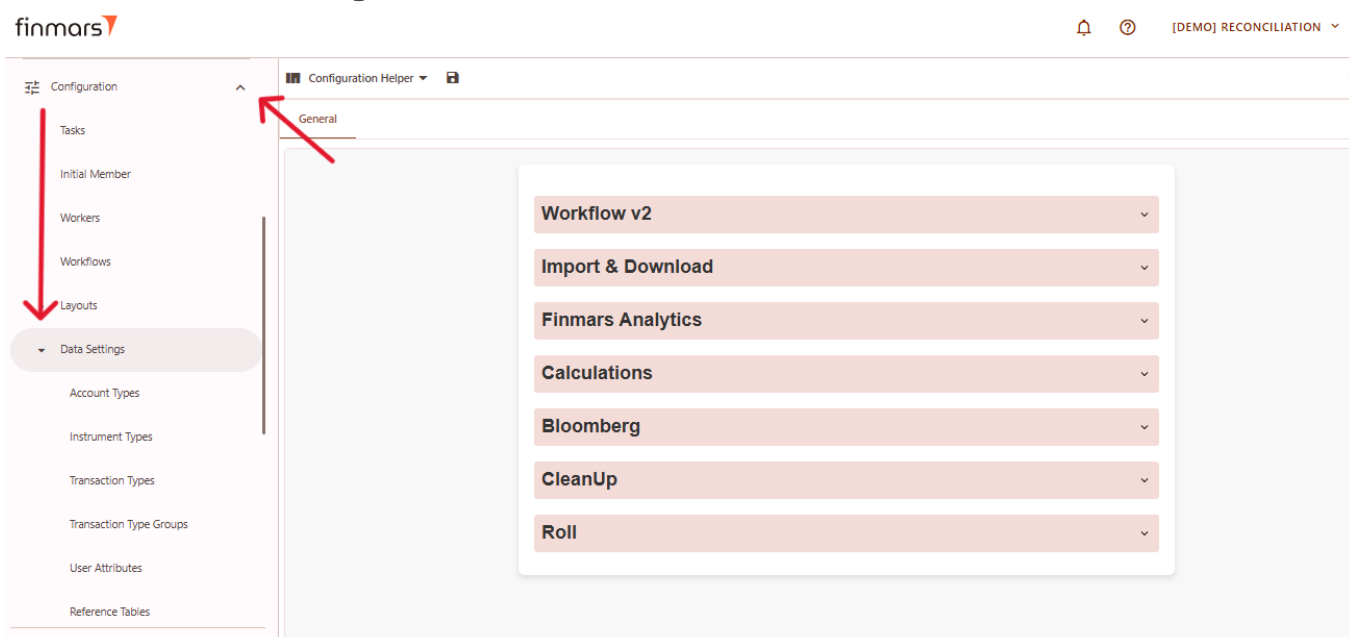 finmars
[DEMO] RECONCILIATION
Configuration
Tasks
Initial Member
Workers
Workflows
Layouts
Data Settings
Account Types
Instrument Types
Transaction Types
Transaction Type Groups
User Attributes
Reference Tables
Configuration Helper
General
Workflow v2
Import & Download
Finmars Analytics
Calculations
Bloomberg
CleanUp
Roll